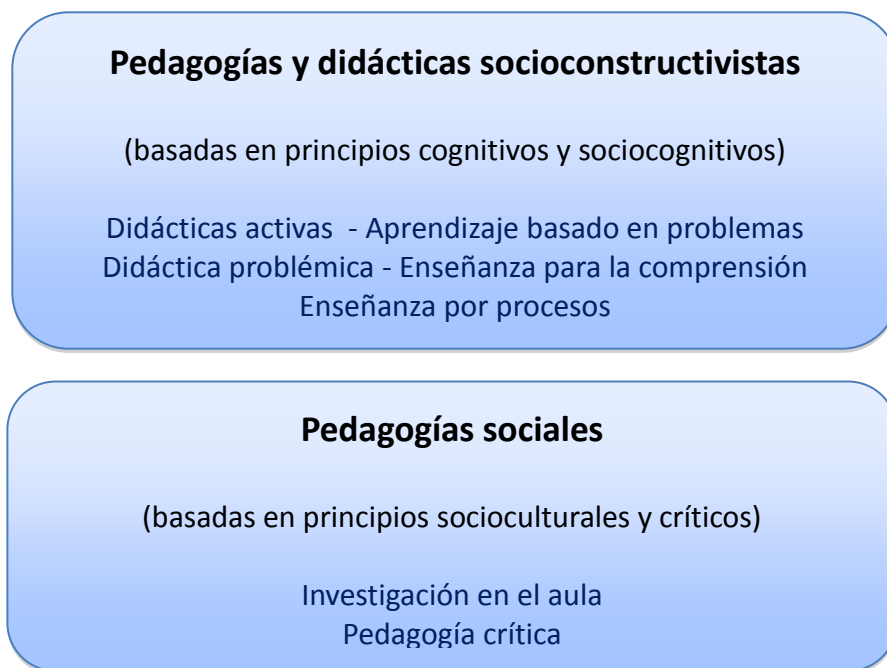 Pedagogías y didácticas socioconstructivistas
(basadas en principios cognitivos y sociocognitivos)
Didácticas activas - Aprendizaje basado en problemas
Didáctica problémica - Enseñanza para la comprensión
Enseñanza por procesos
Pedagogías sociales
(basadas en principios socioculturales y críticos)
Investigación en el aula
Pedagogía crítica